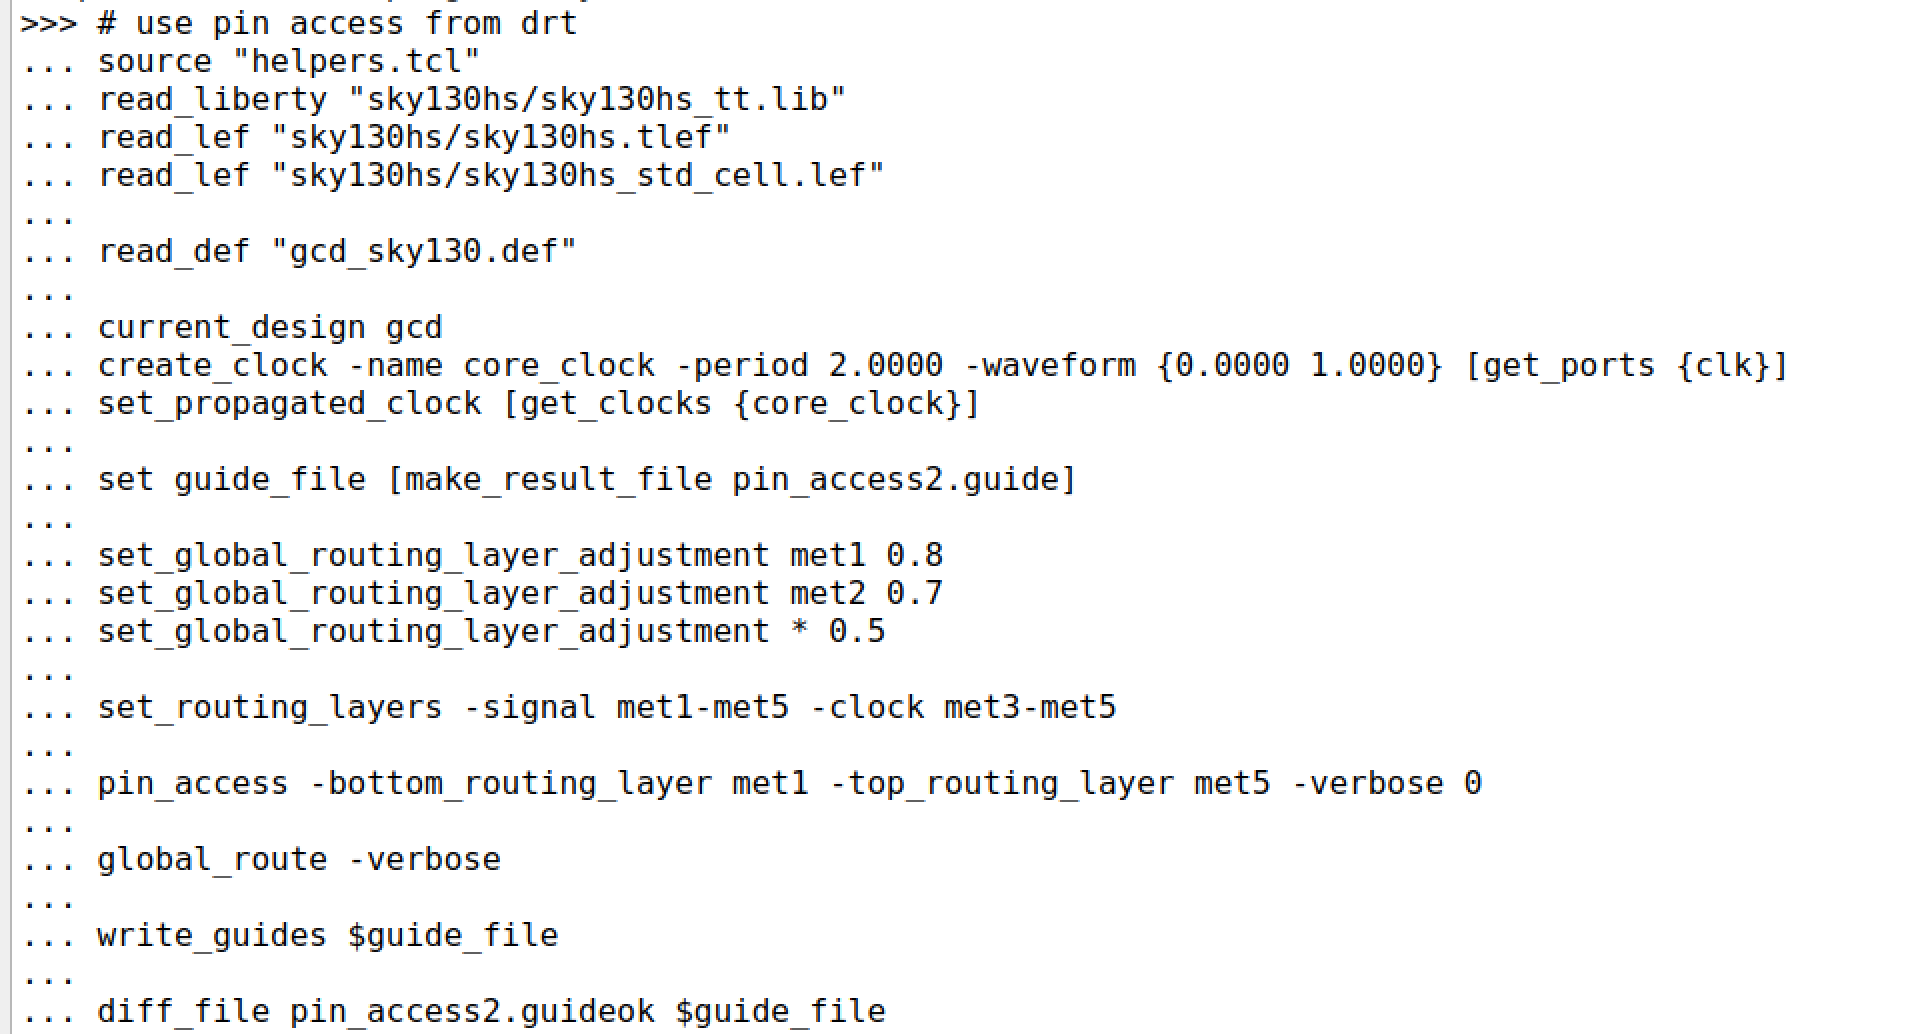 >>> # use pin access from drt
... source "helpers.tcl"
... read_liberty "sky130hs/sky130hs_tt.lib"
... read_lef "sky130hs/sky130hs.tlef"
... read_lef "sky130hs/sky130hs_std_cell.lef"
...
... read_def "gcd_sky130.def"
...
... current_design gcd
... create_clock -name core_clock -period 2.0000 -waveform {0.0000 1.0000} [get_ports {clk}]
... set_propagated_clock [get_clocks {core_clock}]
...
... set guide_file [make_result_file pin_access2.guide]
...
... set_global_routing_layer_adjustment met1 0.8
... set_global_routing_layer_adjustment met2 0.7
... set_global_routing_layer_adjustment * 0.5
...
... set_routing_layers -signal met1-met5 -clock met3-met5
...
... pin_access -bottom_routing_layer met1 -top_routing_layer met5 -verbose 0
...
... global_route -verbose
...
... write_guides $guide_file
...
... diff_file pin_access2.guideok $guide_file